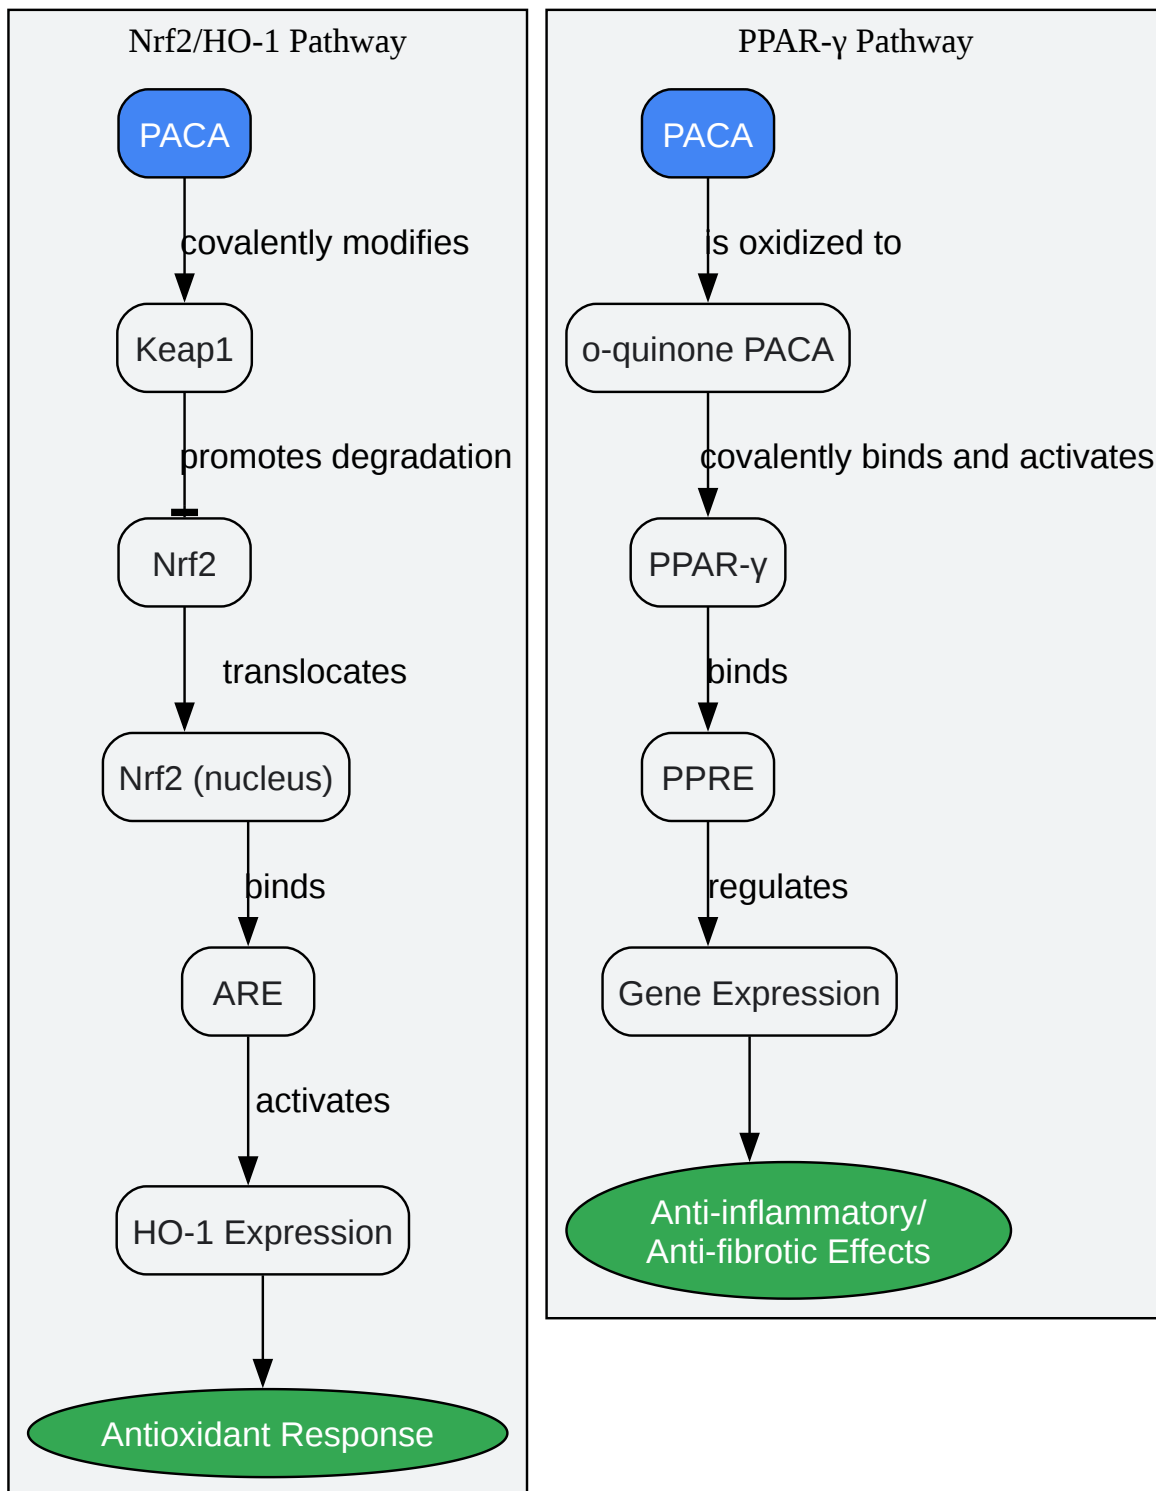 Nrf2/HO-1 Pathway
PACA
covalently modifies
Keap1
promotes degradation
Nrf2
translocates
Nrf2 (nucleus)
binds
ARE
activates
HO-1 Expression
Antioxidant Response
PPAR-γ Pathway
PACA
is oxidized to
o-quinone PACA
covalently binds and activates
PPAR-γ
binds
PPRE
regulates
Gene Expression
Anti-inflammatory/
Anti-fibrotic Effects